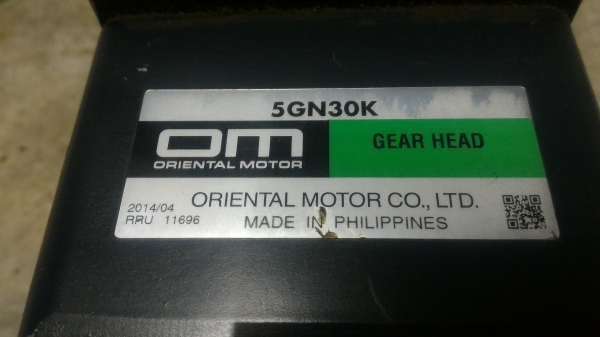 5GN30K
OM
ORIENTAL MOTOR
GEAR HEAD
2014/04
RRU 11696
ORIENTAL MOTOR CO., LTD.
MADE IN PHILIPPINES